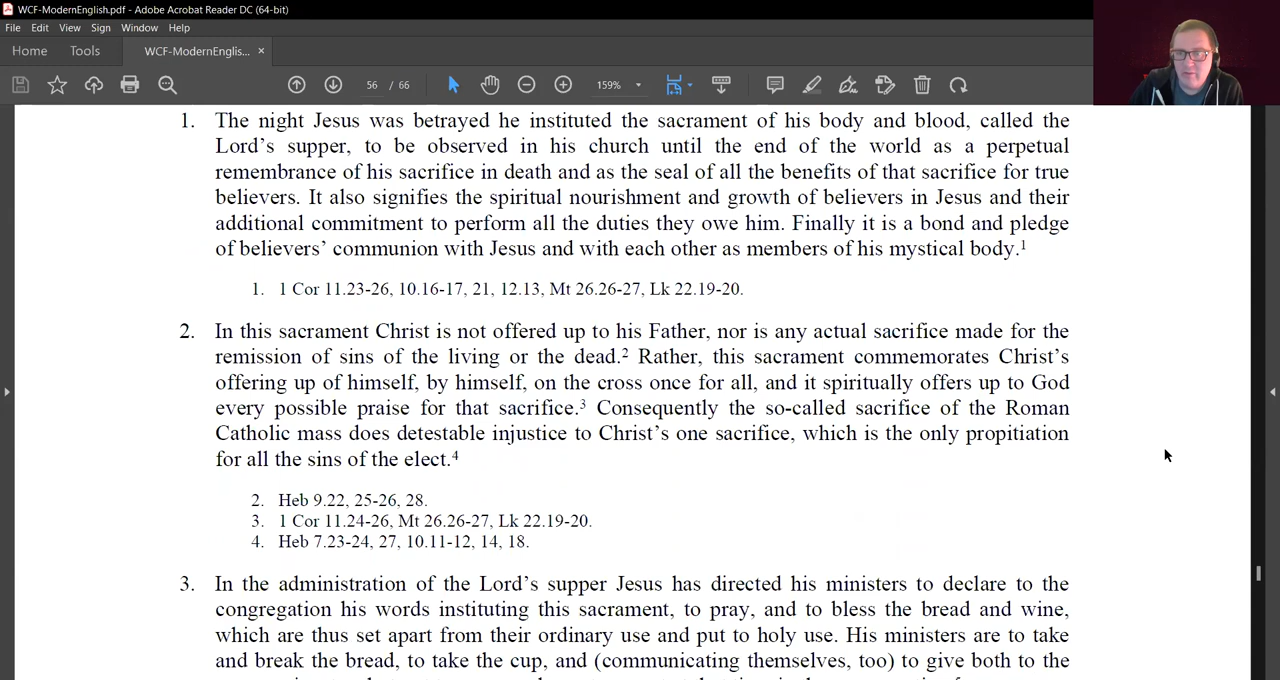 WCF-ModernEnglish.pdf - Adobe Acrobat Reader DC (64-bit)
File Edit View Sign Window Help
Home Tools WCF-ModernEnglis... ×
56 / 66 159%
1. The night Jesus was betrayed he instituted the sacrament of his body and blood, called the
Lord's supper, to be observed in his church until the end of the world as a perpetual
remembrance of his sacrifice in death and as the seal of all the benefits of that sacrifice for true
believers. It also signifies the spiritual nourishment and growth of believers in Jesus and their
additional commitment to perform all the duties they owe him. Finally it is a bond and pledge
of believers' communion with Jesus and with each other as members of his mystical body.1
1. 1 Cor 11.23-26, 10.16-17, 21, 12.13, Mt 26.26-27, Lk 22.19-20.
2. In this sacrament Christ is not offered up to his Father, nor is any actual sacrifice made for the
remission of sins of the living or the dead.2 Rather, this sacrament commemorates Christ's
offering up of himself, by himself, on the cross once for all, and it spiritually offers up to God
every possible praise for that sacrifice.3 Consequently the so-called sacrifice of the Roman
Catholic mass does detestable injustice to Christ's one sacrifice, which is the only propitiation
for all the sins of the elect.4
2. Heb 9.22, 25-26, 28.
3. 1 Cor 11.24-26, Mt 26.26-27, Lk 22.19-20.
4. Heb 7.23-24, 27, 10.11-12, 14, 18.
3. In the administration of the Lord's supper Jesus has directed his ministers to declare to the
congregation his words instituting this sacrament, to pray, and to bless the bread and wine,
which are thus set apart from their ordinary use and put to holy use. His ministers are to take
and break the bread, to take the cup, and (communicating themselves, too) to give both to the